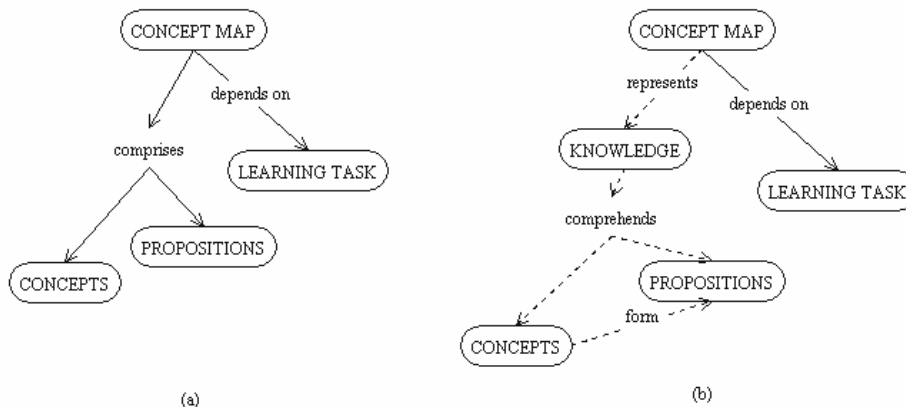 CONCEPT MAP
depends on
comprises
LEARNING TASK
PROPOSITIONS
CONCEPTS
(a)
CONCEPT MAP
represents
depends on
KNOWLEDGE
LEARNING TASK
comprehends
PROPOSITIONS
form
CONCEPTS
(b)